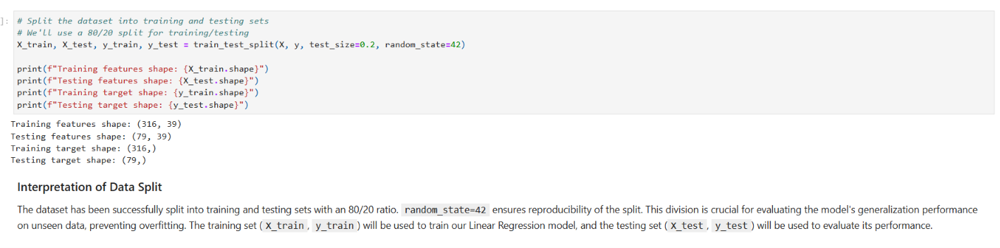 ]: # Split the dataset into training and testing sets
# We'll use a 80/20 split for training/testing
X_train, X_test, y_train, y_test = train_test_split(X, y, test_size=0.2, random_state=42)
print(f"Training features shape: {X_train.shape}")
print(f"Testing features shape: {X_test.shape}")
print(f"Training target shape: {y_train.shape}")
print(f"Testing target shape: {y_test.shape}")
Training features shape: (316, 39)
Testing features shape: (79, 39)
Training target shape: (316,)
Testing target shape: (79,)
Interpretation of Data Split
The dataset has been successfully split into training and testing sets with an 80/20 ratio. random_state=42 ensures reproducibility of the split. This division is crucial for evaluating the model's generalization performance
on unseen data, preventing overfitting. The training set ( X_train , y_train ) will be used to train our Linear Regression model, and the testing set ( X_test , y_test ) will be used to evaluate its performance.